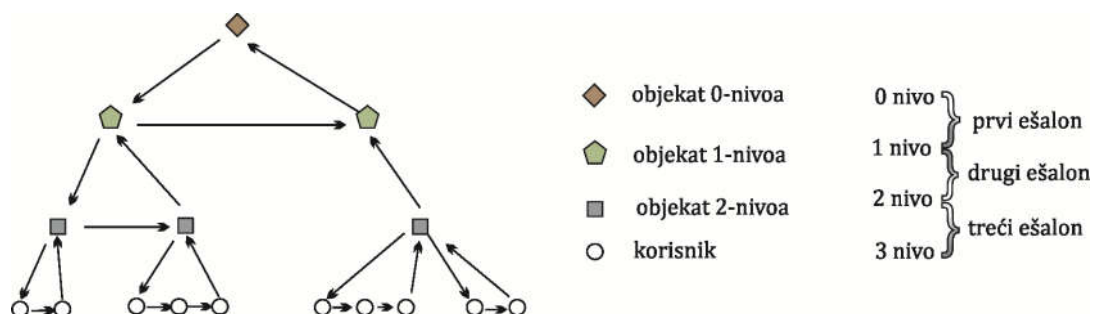 objekat 0-nivoa
objekat 1-nivoa
objekat 2-nivoa
korisnik
0 nivo
prvi ešalon
1 nivo
drugi ešalon
2 nivo
treći ešalon
3 nivo